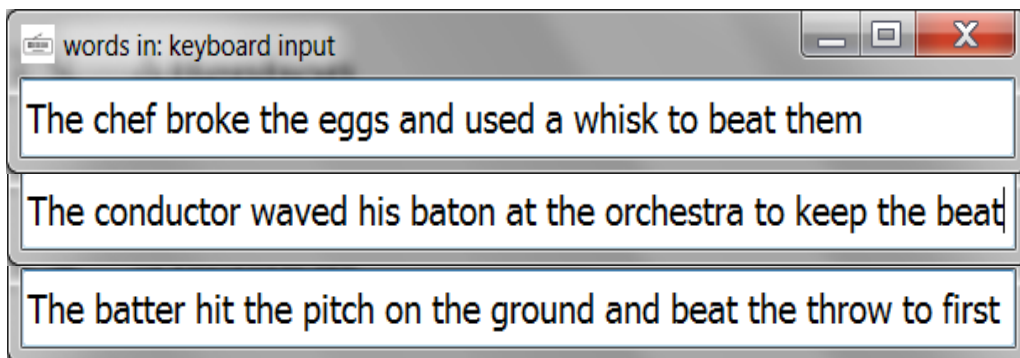 words in: keyboard input
The chef broke the eggs and used a whisk to beat them
The conductor waved his baton at the orchestra to keep the beat
The batter hit the pitch on the ground and beat the throw to first